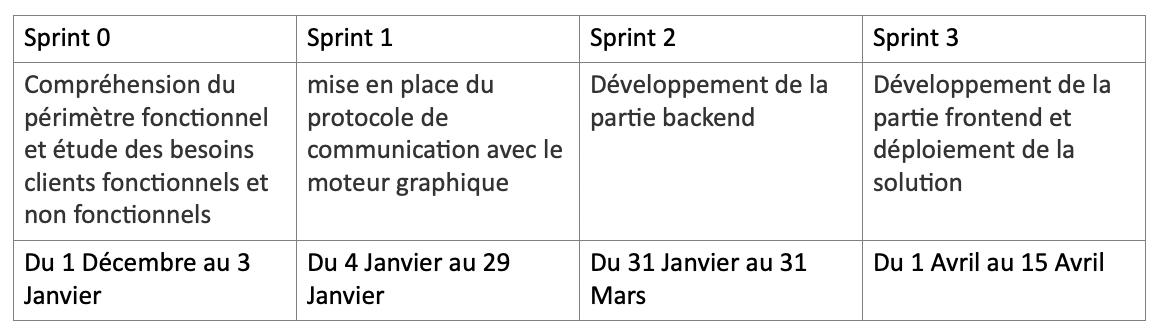 Sprint 0
Sprint 1
Sprint 2
Sprint 3
Compréhension du
périmètre fonctionnel
et étude des besoins
clients fonctionnels et
non fonctionnels
mise en place du
protocole de
communication avec le
moteur graphique
Développement de la
partie backend
Développement de la
partie frontend et
déploiement de la
solution
Du 1 Décembre au 3
Janvier
Du 4 Janvier au 29
Janvier
Du 31 Janvier au 31
Mars
Du 1 Avril au 15 Avril